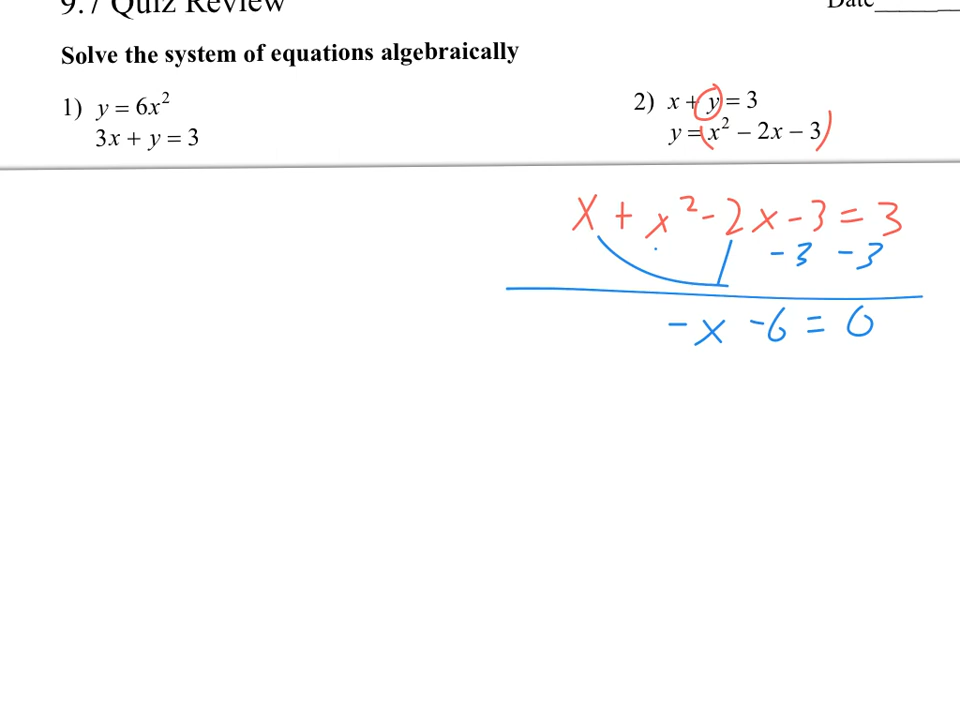 9.7 Quiz Review Date
Solve the system of equations algebraically
1) y = 6x² 2) x + y = 3
3x + y = 3 y = (x² – 2x – 3)
x + x² - 2x - 3 = 3
- 3 - 3
- x - 6 = 0